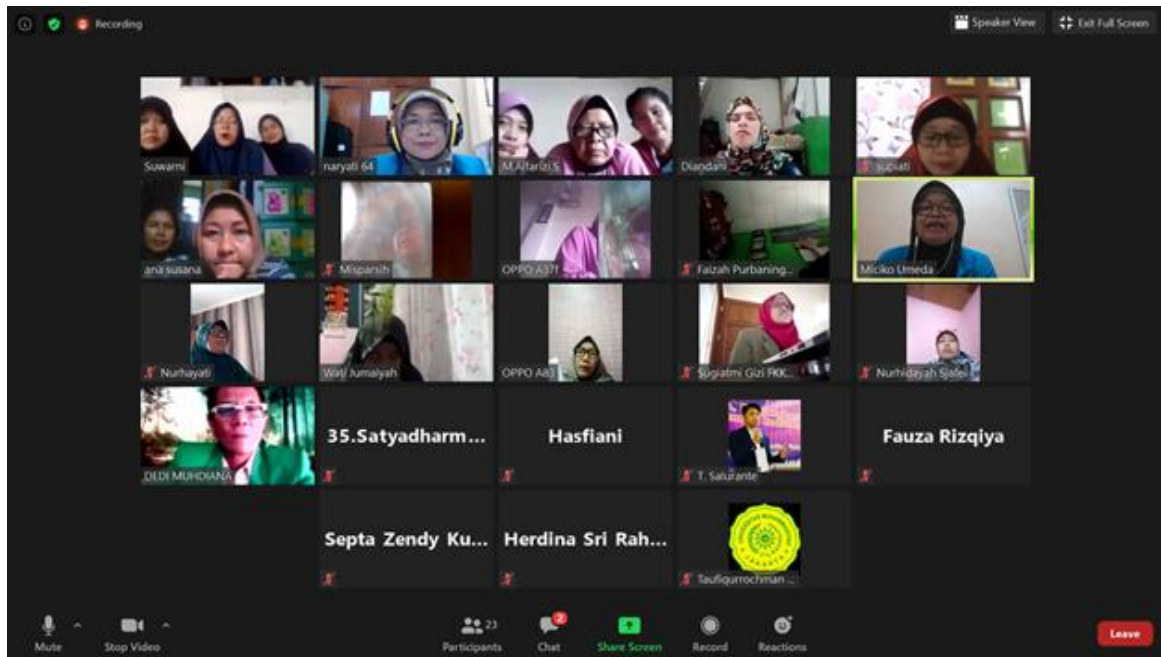 Recording
Speaker View
Exit Full Screen
Suwarni
naryati 64
M.Alfarizi.S
Diandani
supiati
ana susana
Misparsih
OPPO A37f
Faizah Purbaning...
Miciko Umeda
Nurhayati
Wati Jumaiyah
OPPO A83
Sugiatmi Gizi FKK...
Nurhidayah Sjafei
DEDI MUHDIANA
35.Satyadharm...
Hasfiani
T. Salurante
Fauza Rizqiya
Septa Zendy Ku...
Herdina Sri Rah...
JAKARTA
Taufiqurrochman ...
Mute
Stop Video
23
Participants
2
Chat
Share Screen
Record
Reactions
Leave